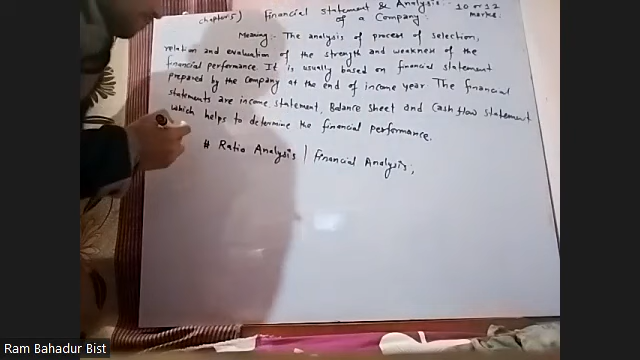 chapter:5) Financial statement & Analysis :- 10 or 12
of a Company: marks.
Meaning:- The analysis of process of selection,
relation and evaluation of the strength and weakness of the
financial performance It is usually based on financial statement
prepared by the company at the end of income year The financial
statements are income statement, Balance sheet and Cash flow statement
which helps to determine the financial performance.
# Ratio Analysis | Financial Analysis;
Ram Bahadur Bist